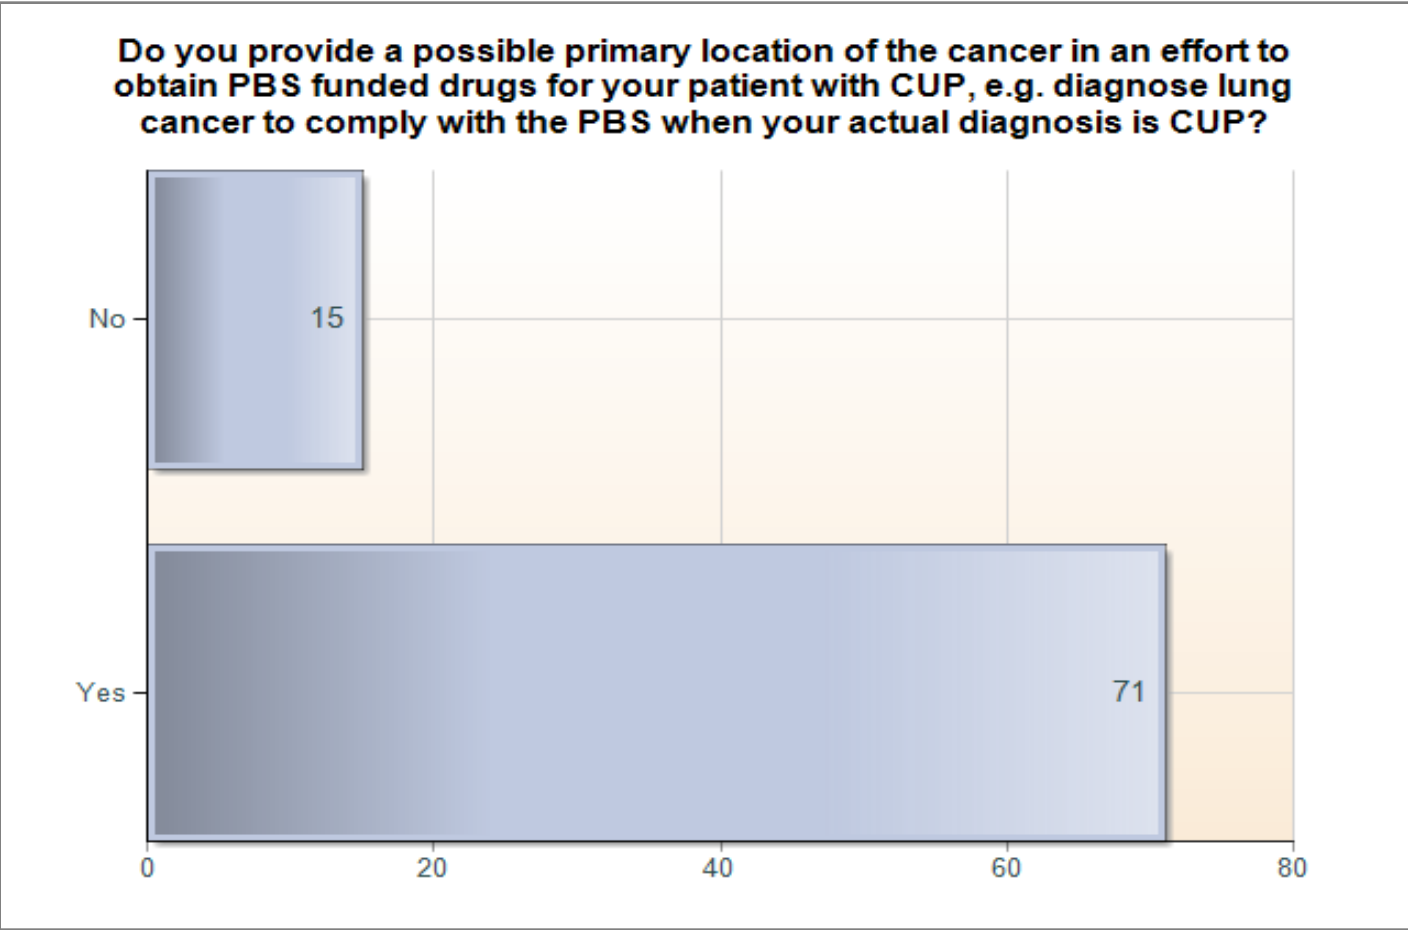 Do you provide a possible primary location of the cancer in an effort to
obtain PBS funded drugs for your patient with CUP, e.g. diagnose lung
cancer to comply with the PBS when your actual diagnosis is CUP?
No
15
Yes
71
0 20 40 60 80